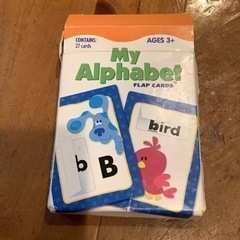 CONTAINS:
27 cards
AGES 3+
My
Alphabet
FLAP CARDS
bird
b B